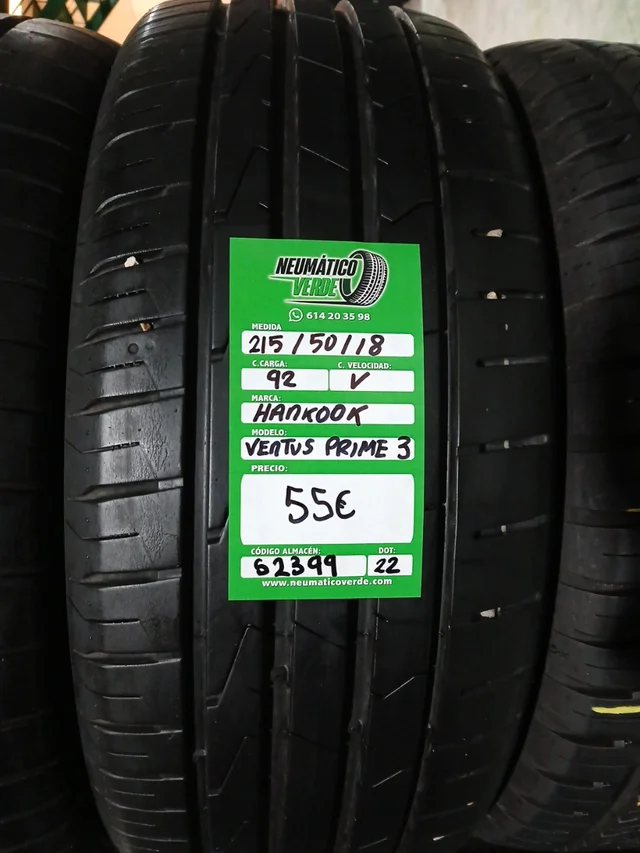 NEUMÁTICO
VERDE
614 20 35 98
MEDIDA
215/50/18
C.CARGA: C. VELOCIDAD:
92 V
MARCA:
HANKOOK
MODELO:
VENTUS PRIME 3
PRECIO:
55€
CÓDIGO ALMACÉN: DOT:
62399 22
www.neumaticoverde.com